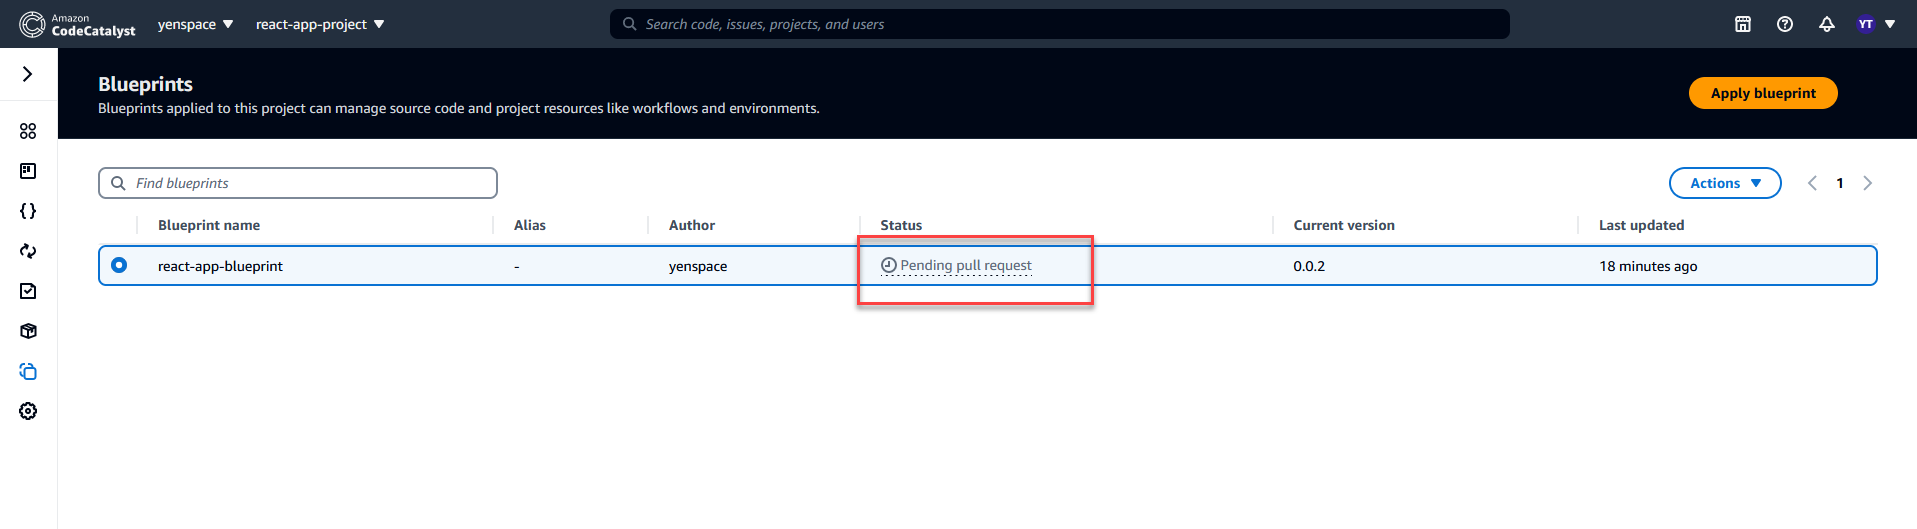 Amazon
CodeCatalyst
yenspace
react-app-project
Search code, issues, projects, and users
YT
Blueprints
Blueprints applied to this project can manage source code and project resources like workflows and environments.
Apply blueprint
Find blueprints
Actions
1
Blueprint name
Alias
Author
Status
Current version
Last updated
react-app-blueprint
-
yenspace
Pending pull request
0.0.2
18 minutes ago